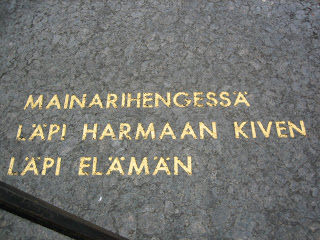 MAINARIHENGESSÄ
LÄPI HARMAAN KIVEN
LÄPI ELÄMÄN